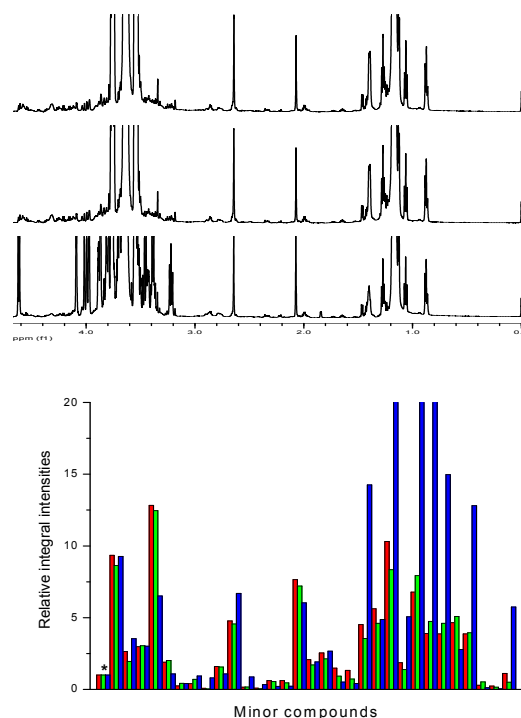 4.0 3.0 2.0 1.0 0.
ppm (f1)
20
15
10
5
0
Relative integral intensities
*
Minor compounds